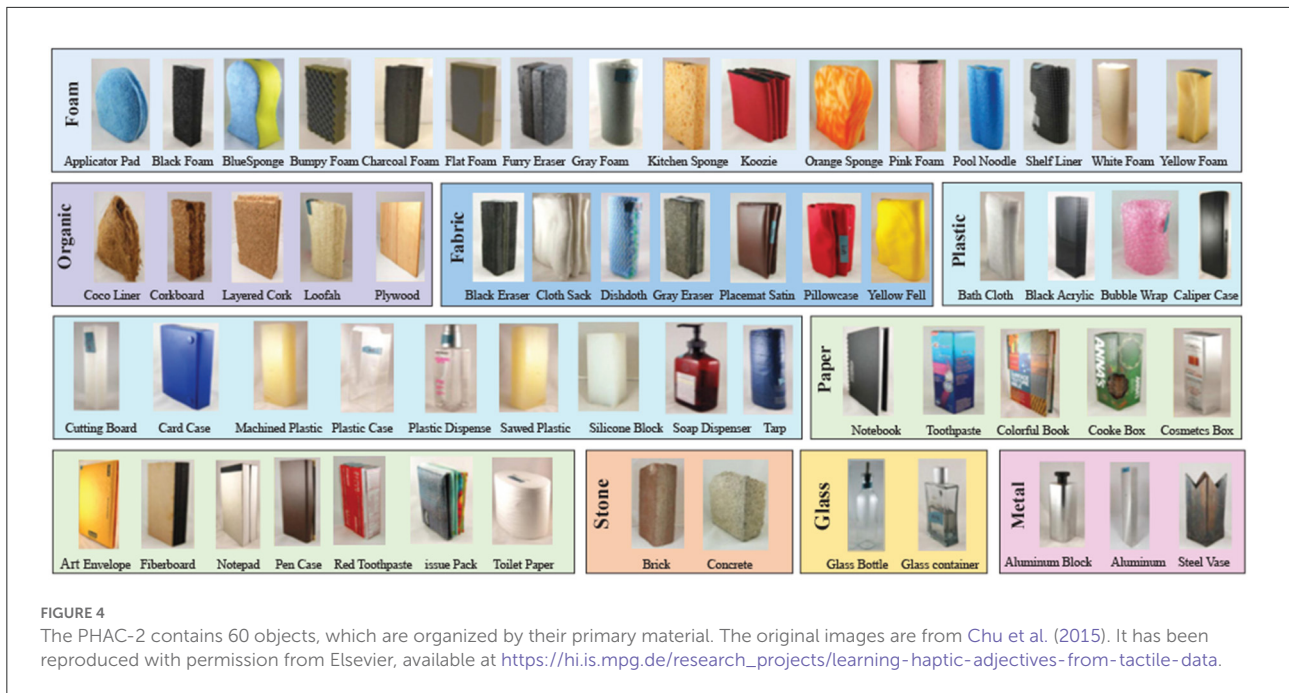 Foam
Applicator Pad Black Foam BlueSponge Bumpy Foam Charcoal Foam Flat Foam Furry Eraser Gray Foam Kitchen Sponge Koozie Orange Sponge Pink Foam Pool Noodle Shelf Liner White Foam Yellow Foam
Organic
Coco Liner Corkboard Layered Cork Loofah Plywood
Fabric
Black Eraser Cloth Sack Dishdoth Gray Eraser Placemat Satin Pillowcase Yellow Fell
Plastic
Bath Cloth Black Acrylic Bubble Wrap Caliper Case
Cutting Board Card Case Machined Plastic Plastic Case Plastic Dispense Sawed Plastic Silicone Block Soap Dispenser Tarp
Paper
ANNA'S
Notebook Toothpaste Colorful Book Cooke Box Cosmetcs Box
Art Envelope Fiberboard Notepad Pen Case Red Toothpaste issue Pack Toilet Paper
Stone
Brick Concrete
Glass
Glass Bottle Glass container
Metal
Aluminum Block Aluminum Steel Vase
FIGURE 4
The PHAC-2 contains 60 objects, which are organized by their primary material. The original images are from Chu et al. (2015). It has been
reproduced with permission from Elsevier, available at https://hi.is.mpg.de/research_projects/learning-haptic-adjectives-from-tactile-data.